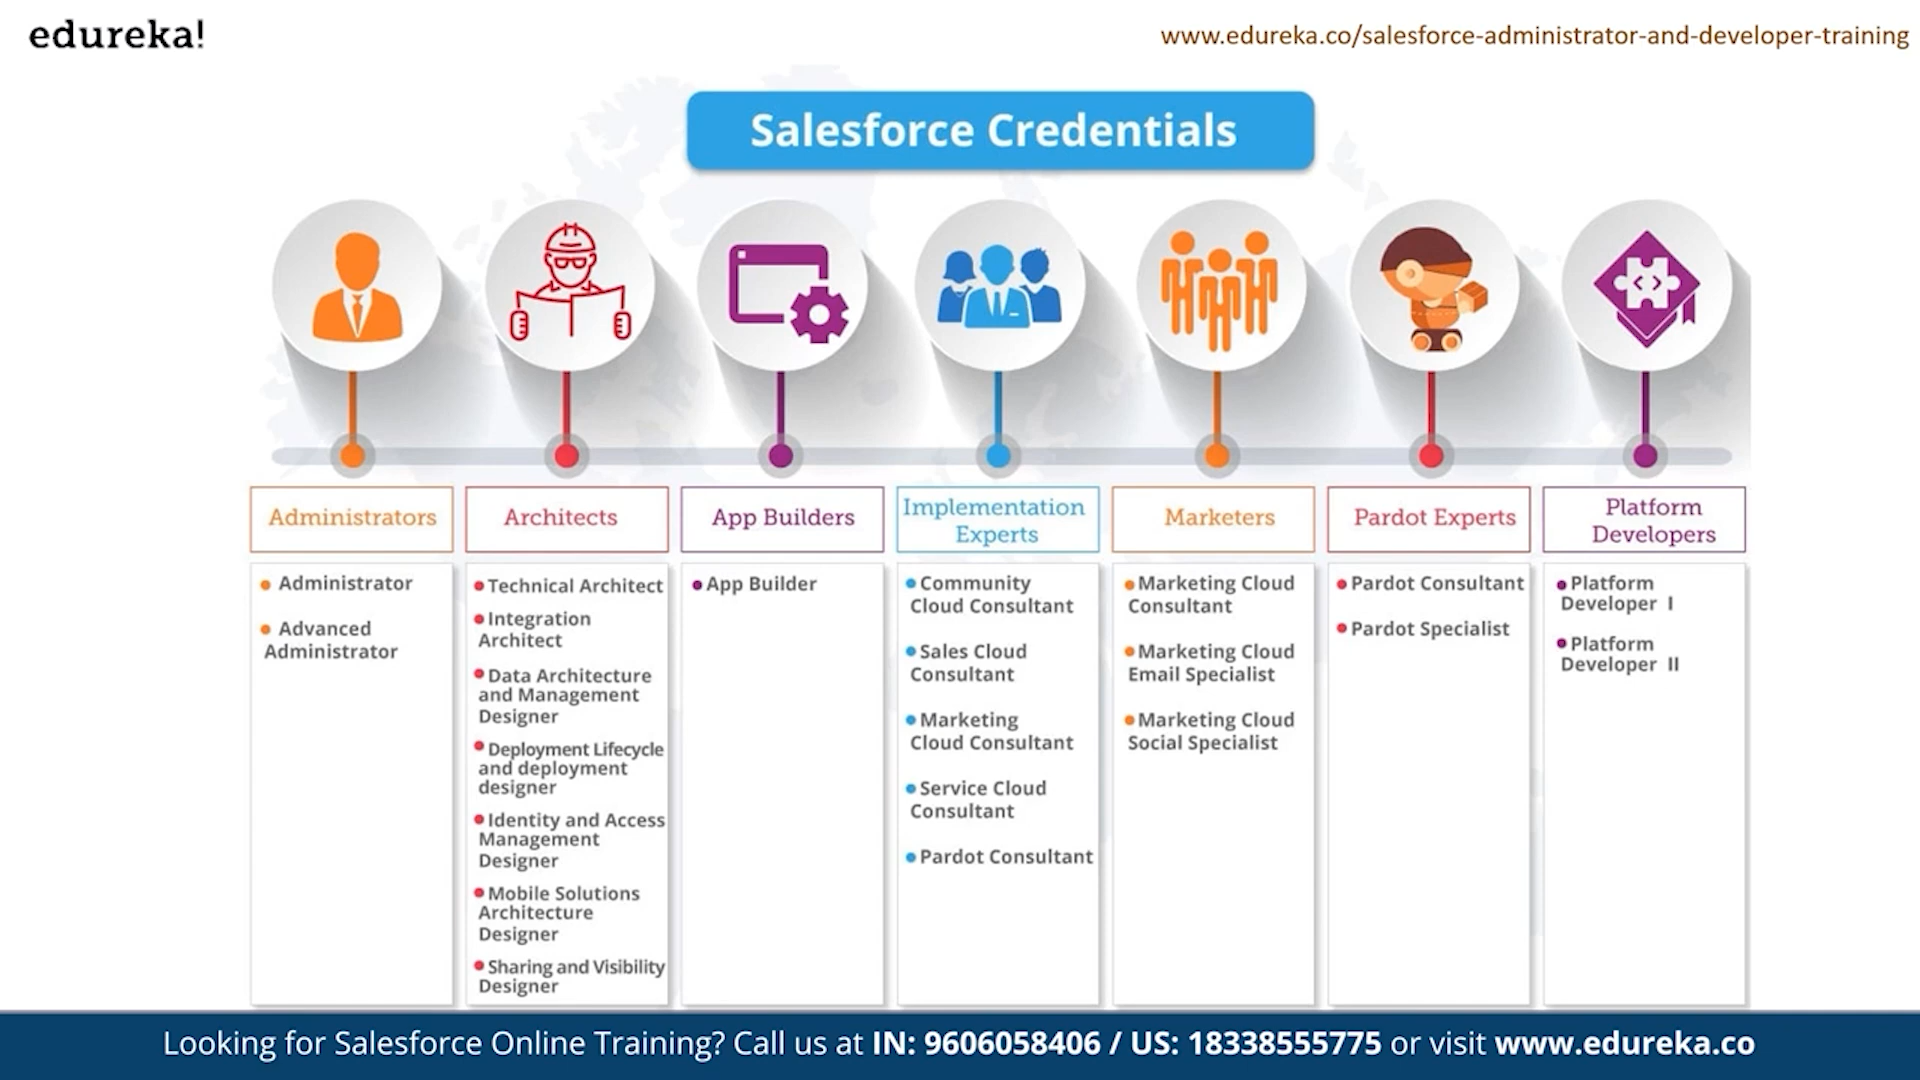 edureka!
www.edureka.co/salesforce-administrator-and-developer-training
Salesforce Credentials
Administrators
Administrator
Advanced
Administrator
Architects
Technical Architect
Integration
Architect
Data Architecture
and Management
Designer
Deployment Lifecycle
and deployment
designer
Identity and Access
Management
Designer
Mobile Solutions
Architecture
Designer
Sharing and Visibility
Designer
App Builders
App Builder
Implementation
Experts
Community
Cloud Consultant
Sales Cloud
Consultant
Marketing
Cloud Consultant
Service Cloud
Consultant
Pardot Consultant
Marketers
Marketing Cloud
Consultant
Marketing Cloud
Email Specialist
Marketing Cloud
Social Specialist
Pardot Experts
Pardot Consultant
Pardot Specialist
Platform
Developers
Platform
Developer I
Platform
Developer II
Looking for Salesforce Online Training? Call us at IN: 9606058406 / US: 18338555775 or visit www.edureka.co